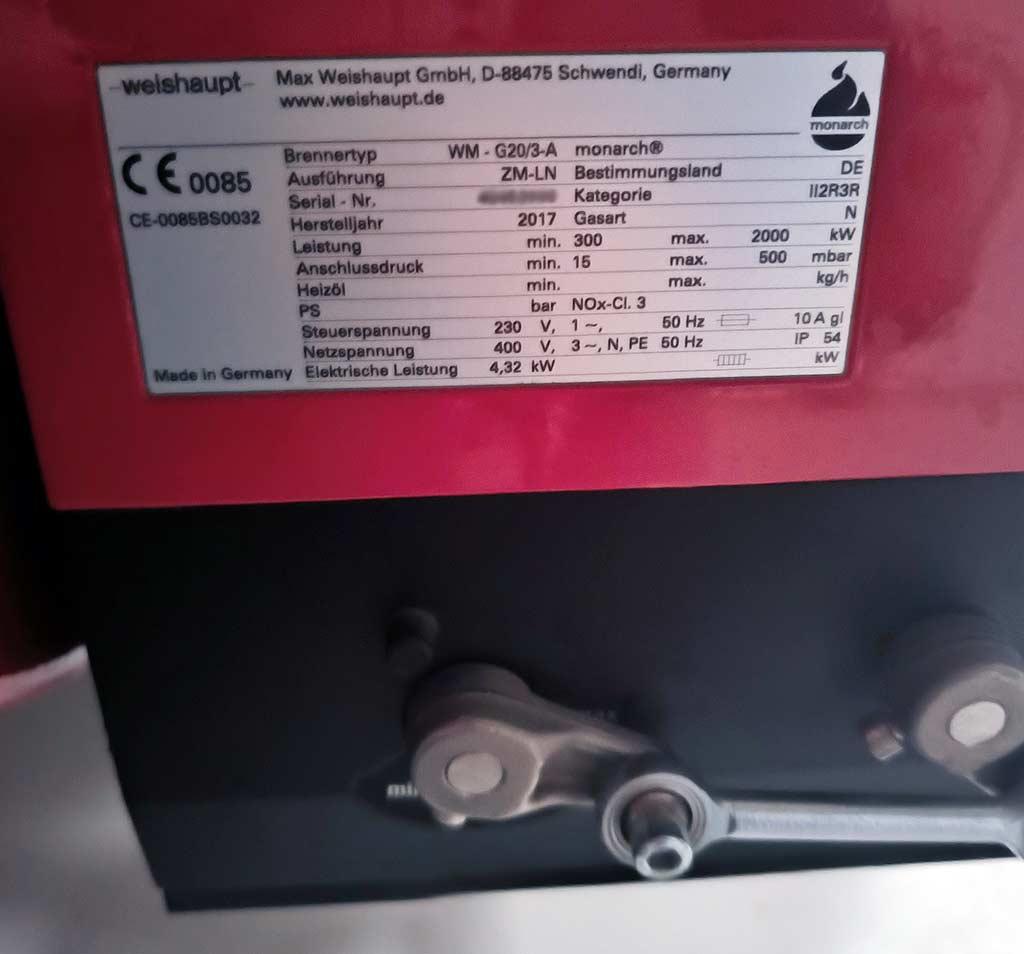 -weishaupt- Max Weishaupt GmbH, D-88475 Schwendi, Germany
www.weishaupt.de
monarch
CE 0085
CE-0085BS0032
Brennertyp WM - G20/3-A monarch®
Ausführung ZM-LN Bestimmungsland DE
Serial - Nr. Kategorie II2R3R
Herstelljahr 2017 Gasart N
Leistung min. 300 max. 2000 kW
Anschlussdruck min. 15 max. 500 mbar
Heizöl min. max. kg/h
PS bar NOx-Cl. 3
Steuerspannung 230 V, 1 ~, 50 Hz 10 A gl
Netzspannung 400 V, 3 ~, N, PE 50 Hz IP 54
Made in Germany Elektrische Leistung 4,32 kW kW